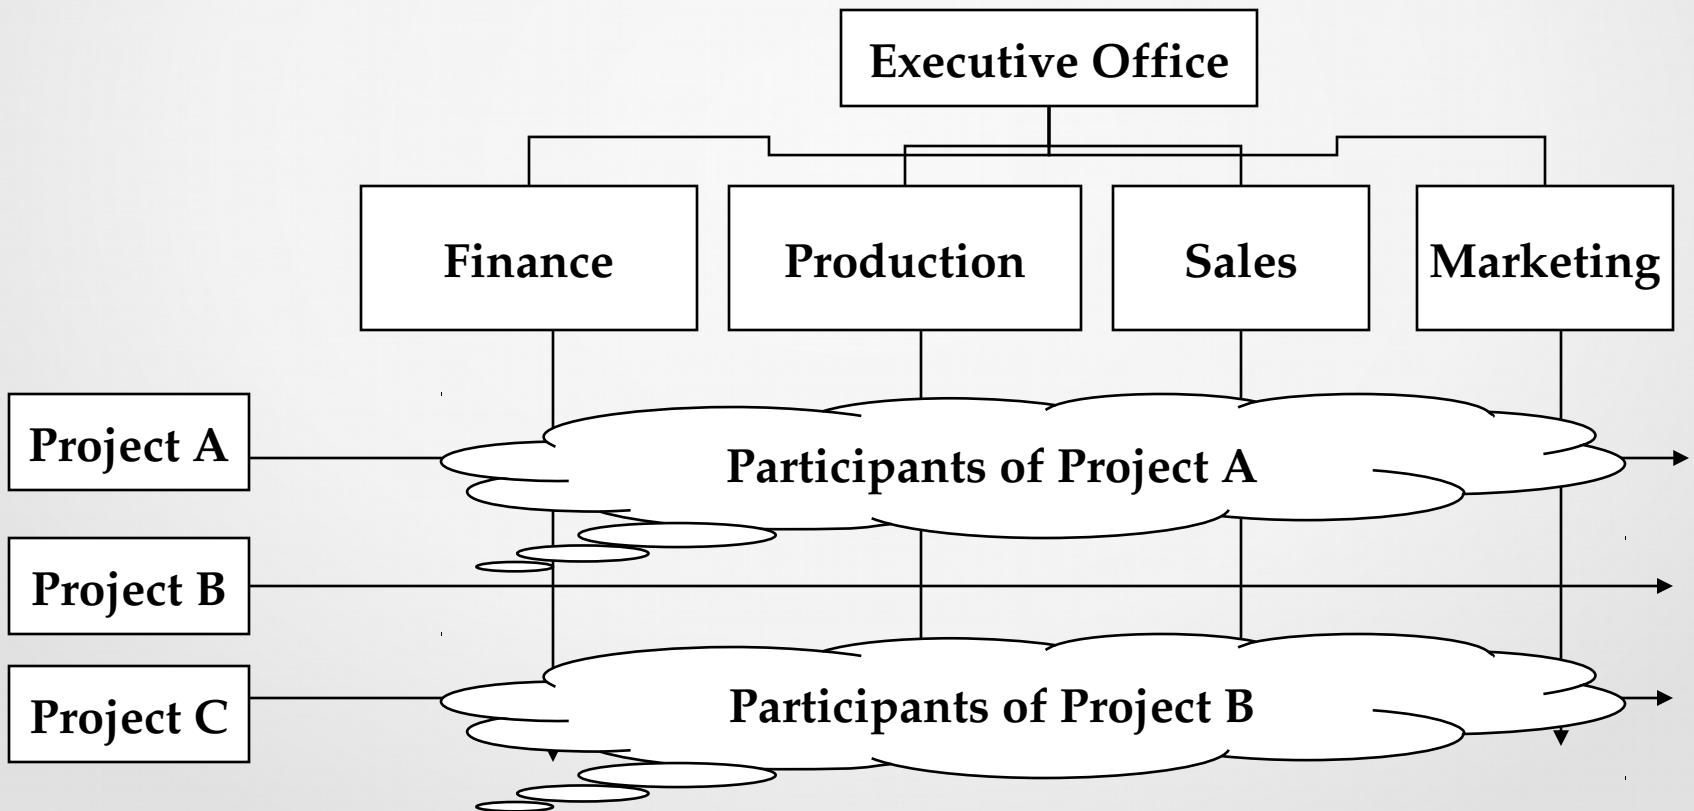 Executive Office
Finance
Production
Sales
Marketing
Project A
Participants of Project A
Project B
Project C
Participants of Project B